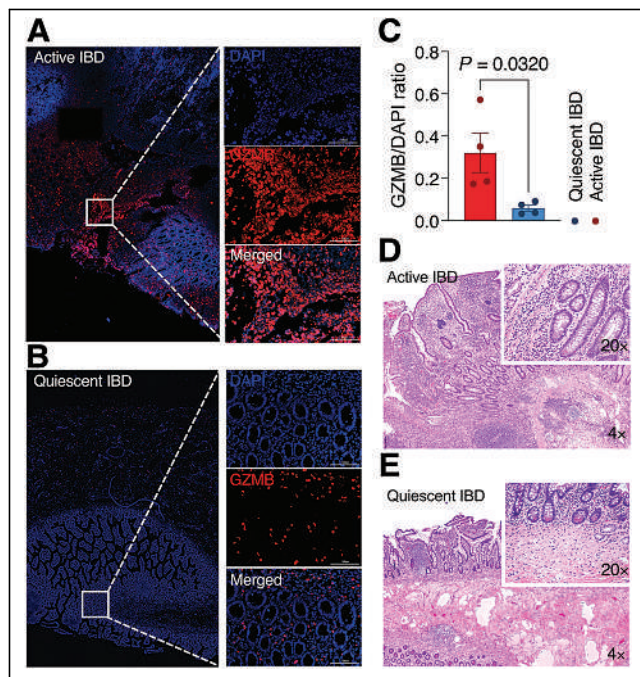 A
Active IBD
DAPI
Merged
B
Quiescent IBD
DAPI
GZMB
Merged
C
GZMB/DAPI ratio
0.8
0.6
0.4
0.2
0.0
P = 0.0320
Quiescent IBD
Active IBD
D
Active IBD
20×
4×
E
Quiescent IBD
20×
4×